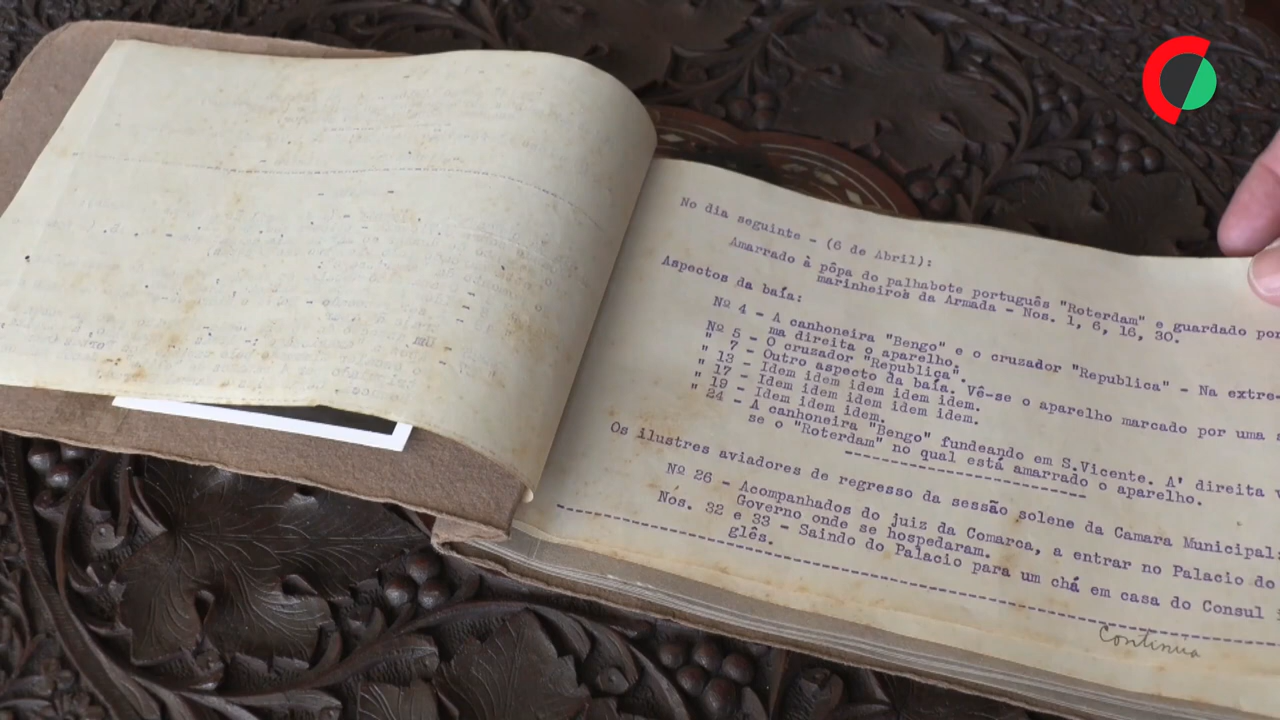 No dia seguinte - (6 de Abril):
Amarrado à pôpa do palhabote português "Roterdam" e guardado por
marinheiros da Armada - Nos. 1, 6, 16, 30.
Aspectos da baía:
Nº 4 - A canhoneira "Bengo" e o cruzador "Republica" - Na extre-
ma direita o aparelho.
Nº 5 - O cruzador "Republica".
" 7 - Outro aspecto da baía. Vê-se o aparelho marcado por uma
" 13 - Idem idem idem idem idem.
" 17 - Idem idem idem idem idem.
" 19 - Idem idem idem.
" 24 - A canhoneira "Bengo" fundeando em S.Vicente. A' direita
se o "Roterdam" no qual está amarrado o aparelho.
Os ilustres aviadores de regresso da sessão solene da Camara Municipal:
Nº 26 - Acompanhados do juiz da Comarca, a entrar no Palacio do
Governo onde se hospedaram.
Nós. 32 e 33 - Saindo do Palacio para um chá em casa do Consul
glês.
Continua